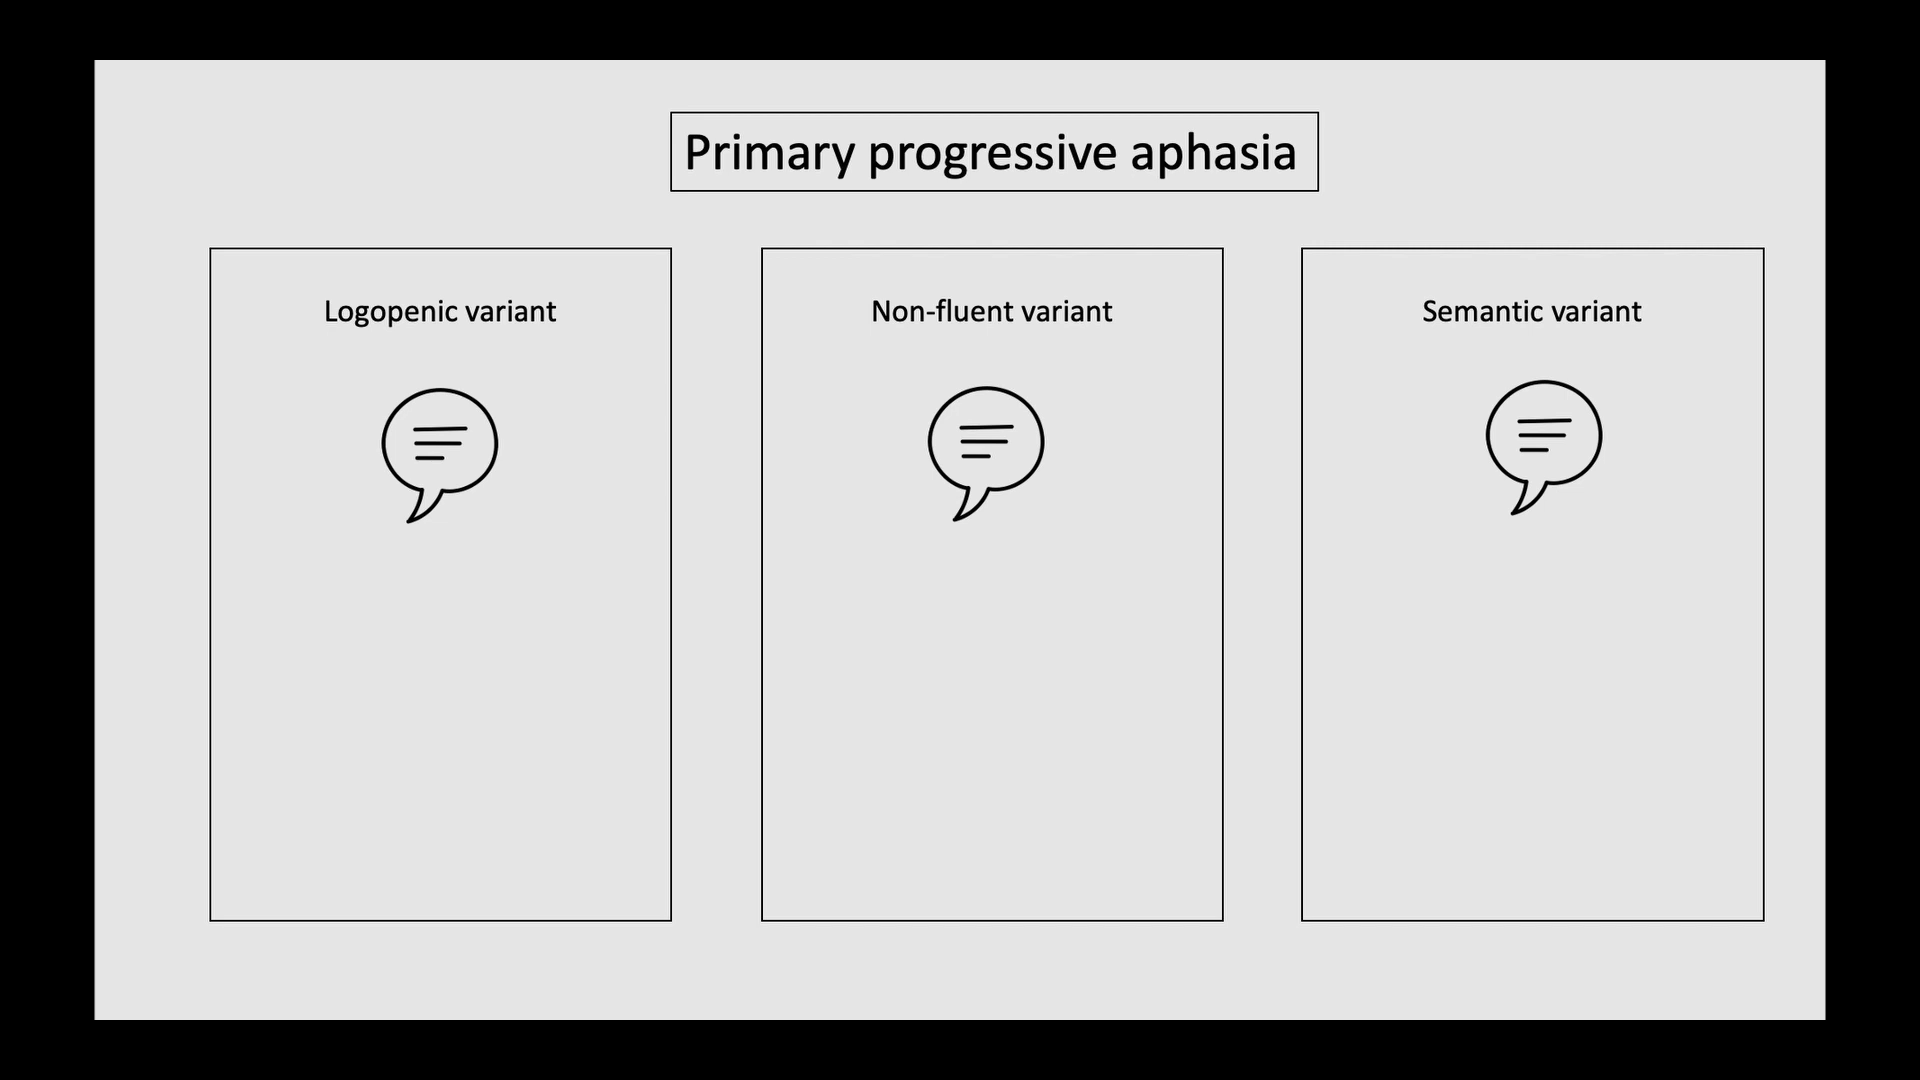 Primary progressive aphasia
Logopenic variant
Non-fluent variant
Semantic variant